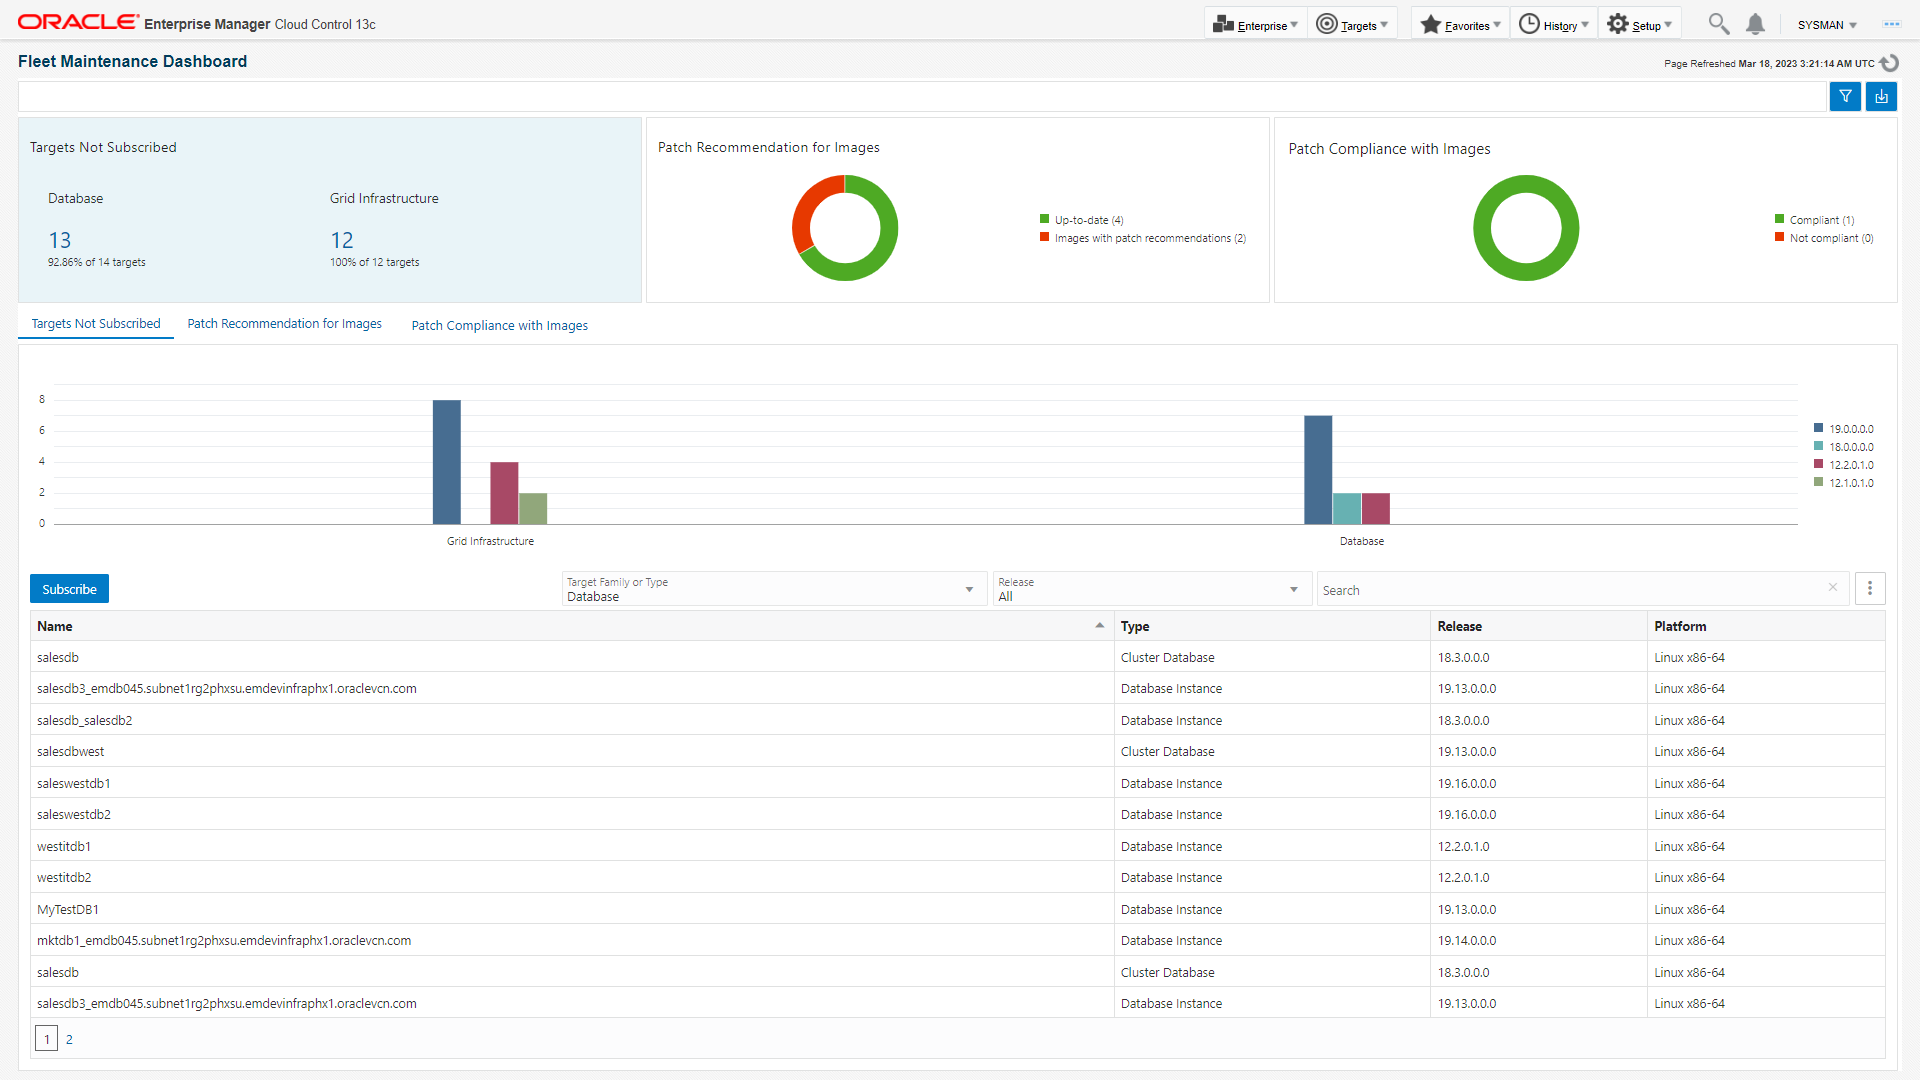 ORACLE Enterprise Manager Cloud Control 13c
Enterprise
Targets
Favorites
History
Setup
SYSMAN
Fleet Maintenance Dashboard
Page Refreshed Mar 18, 2023 3:21:14 AM UTC
Targets Not Subscribed
Database
13
92.86% of 14 targets
Grid Infrastructure
12
100% of 12 targets
Patch Recommendation for Images
Up-to-date (4)
Images with patch recommendations (2)
Patch Compliance with Images
Compliant (1)
Not compliant (0)
Targets Not Subscribed Patch Recommendation for Images Patch Compliance with Images
8
6
4
2
0
Grid Infrastructure Database
19.0.0.0.0
18.0.0.0.0
12.2.0.1.0
12.1.0.1.0
Subscribe
Target Family or Type
Database
Release
All
Search
Name Type Release Platform
salesdb Cluster Database 18.3.0.0.0 Linux x86-64
salesdb3_emdb045.subnet1rg2phxsu.emdevinfraphx1.oraclevcn.com Database Instance 19.13.0.0.0 Linux x86-64
salesdb_salesdb2 Database Instance 18.3.0.0.0 Linux x86-64
salesdbwest Cluster Database 19.13.0.0.0 Linux x86-64
saleswestdb1 Database Instance 19.16.0.0.0 Linux x86-64
saleswestdb2 Database Instance 19.16.0.0.0 Linux x86-64
westitdb1 Database Instance 12.2.0.1.0 Linux x86-64
westitdb2 Database Instance 12.2.0.1.0 Linux x86-64
MyTestDB1 Database Instance 19.13.0.0.0 Linux x86-64
mktdb1_emdb045.subnet1rg2phxsu.emdevinfraphx1.oraclevcn.com Database Instance 19.14.0.0.0 Linux x86-64
salesdb Cluster Database 18.3.0.0.0 Linux x86-64
salesdb3_emdb045.subnet1rg2phxsu.emdevinfraphx1.oraclevcn.com Database Instance 19.13.0.0.0 Linux x86-64
1 2